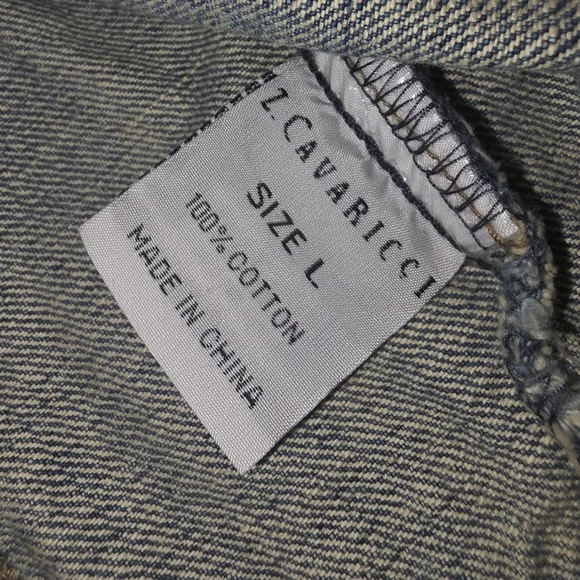 Z. CAVARICCI
SIZE L
100% COTTON
MADE IN CHINA